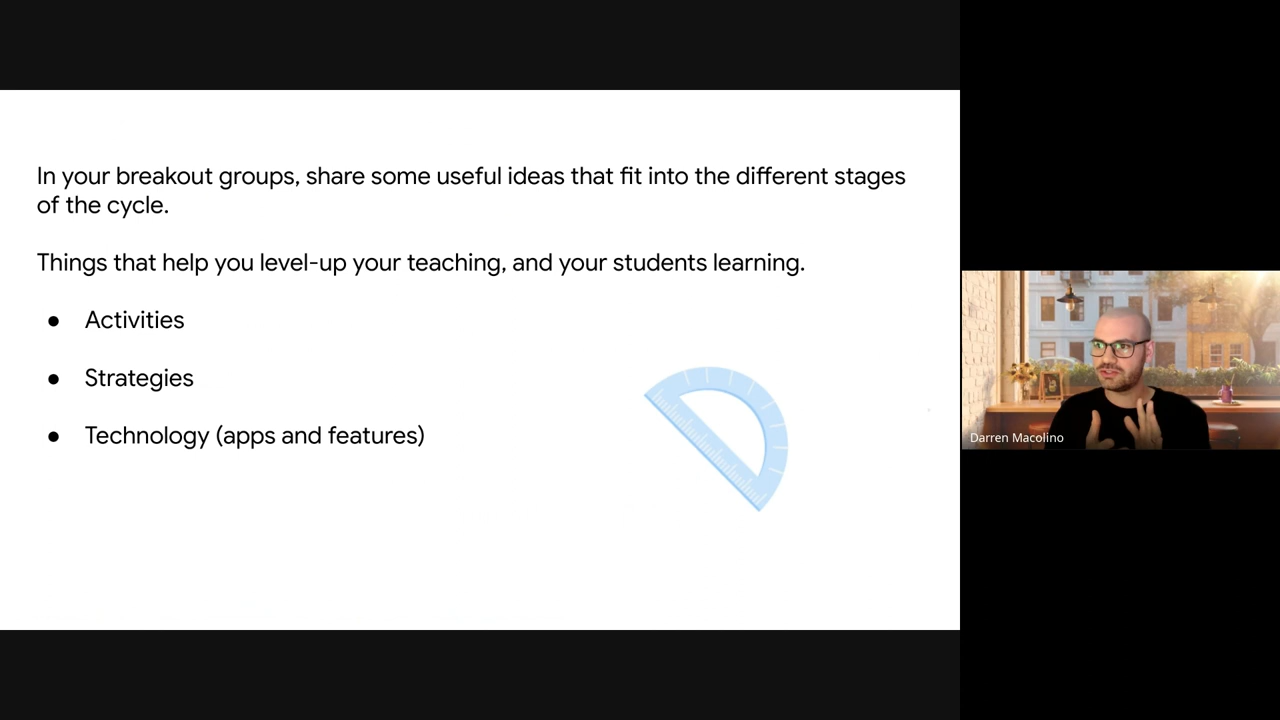 In your breakout groups, share some useful ideas that fit into the different stages
of the cycle.
Things that help you level-up your teaching, and your students learning.
● Activities
● Strategies
● Technology (apps and features)
Darren Macolino